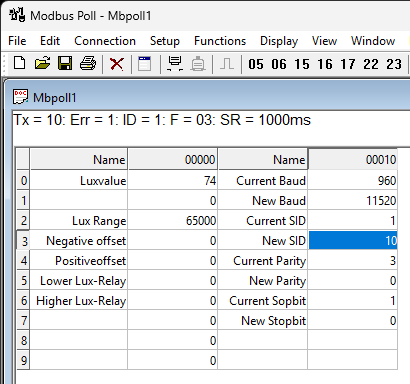 Modbus Poll - Mbpoll1
File Edit Connection Setup Functions Display View Window
05 06 15 16 17 22 23
DOC Mbpoll1
Tx = 10: Err = 1: ID = 1: F = 03: SR = 1000ms
Name 00000 Name 00010
0 Luxvalue 74 Current Baud 960
1 0 New Baud 11520
2 Lux Range 65000 Current SID 1
3 Negative offset 0 New SID 10
4 Positiveoffset 0 Current Parity 3
5 Lower Lux-Relay 0 New Parity 0
6 Higher Lux-Relay 0 Current Sopbit 1
7 0 New Stopbit 0
8 0
9 0